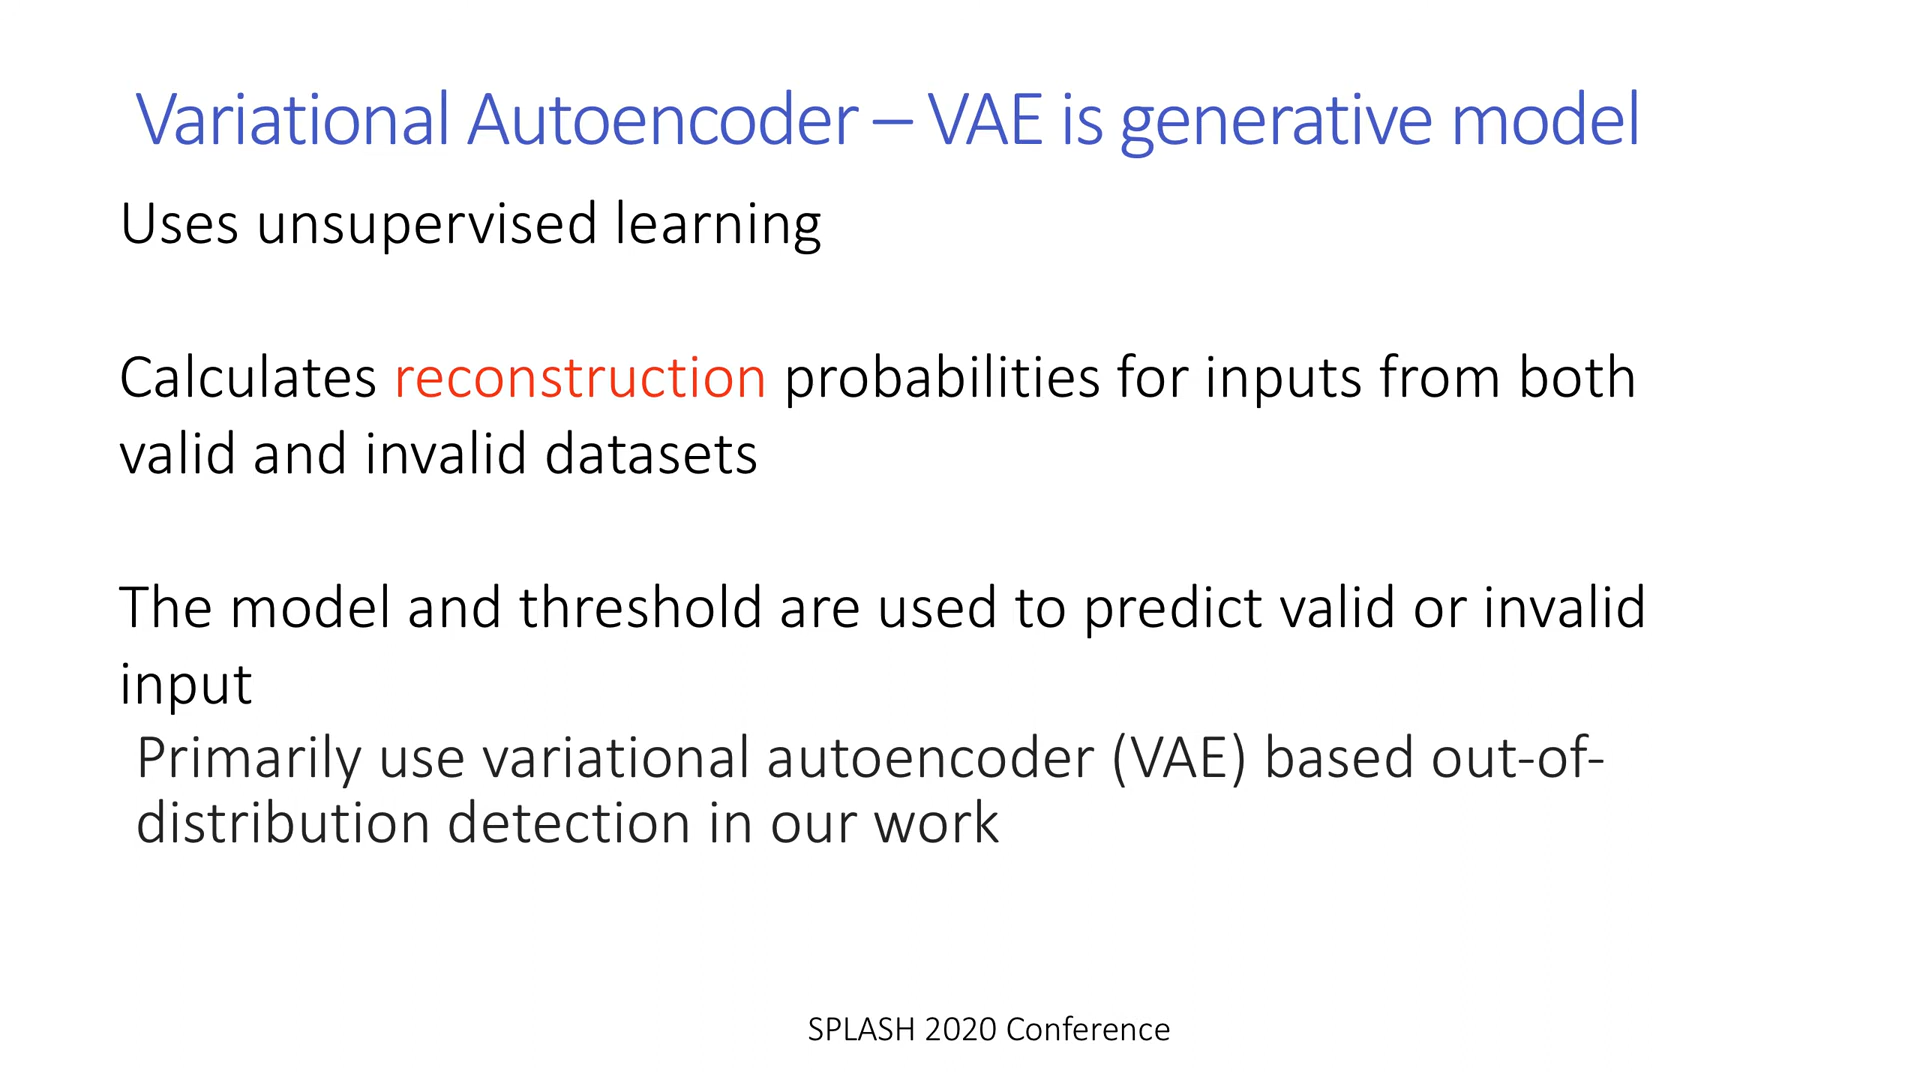 Variational Autoencoder – VAE is generative model
Uses unsupervised learning
Calculates reconstruction probabilities for inputs from both
valid and invalid datasets
The model and threshold are used to predict valid or invalid
input
Primarily use variational autoencoder (VAE) based out-of-
distribution detection in our work
SPLASH 2020 Conference